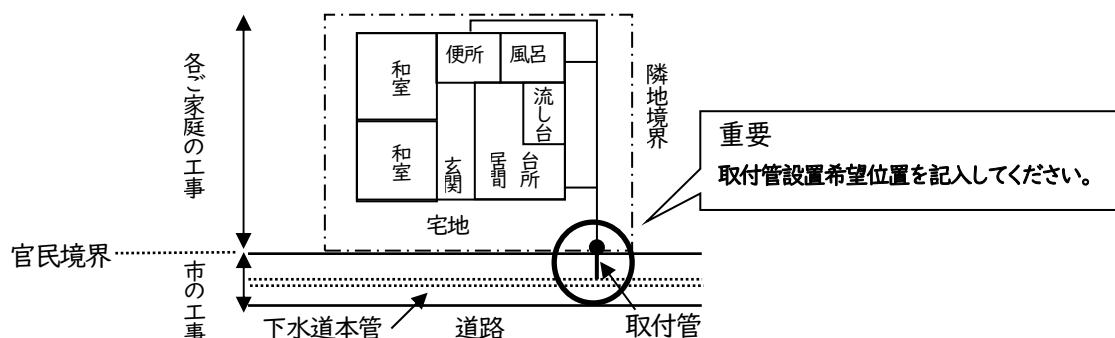 各ご家庭の工事
便所
風呂
和室
流し台
隣地境界
重要
取付管設置希望位置を記入してください。
和室
玄関
居間
台所
宅地
官民境界
市の工事
下水道本管
道路
取付管